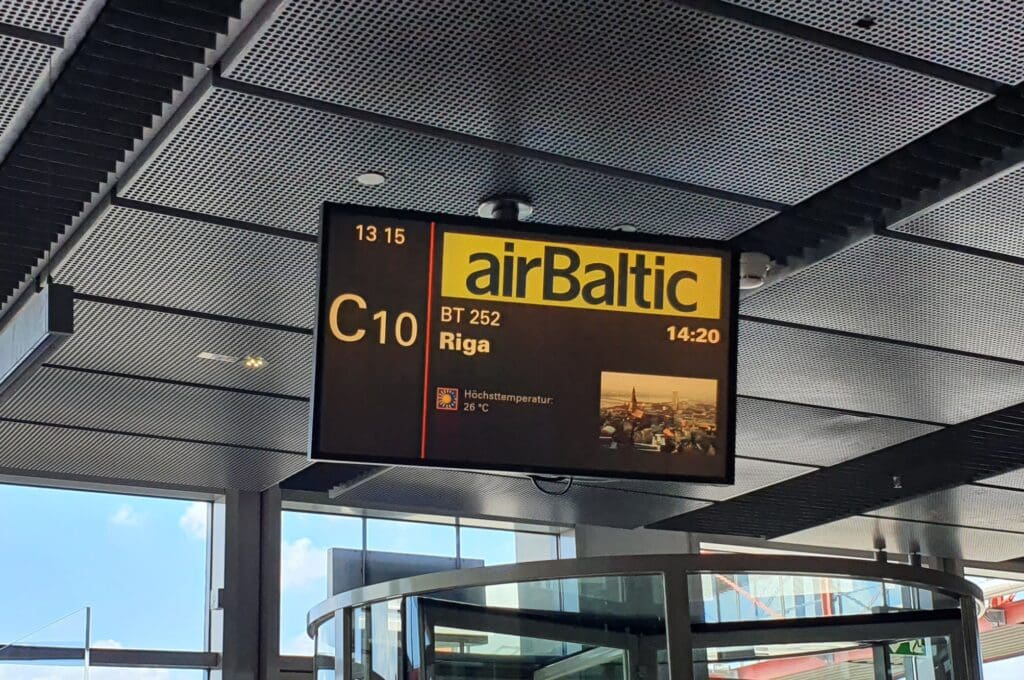 13 15
C10
airBaltic
BT 252
14:20
Riga
Höchsttemperatur:
26 °C